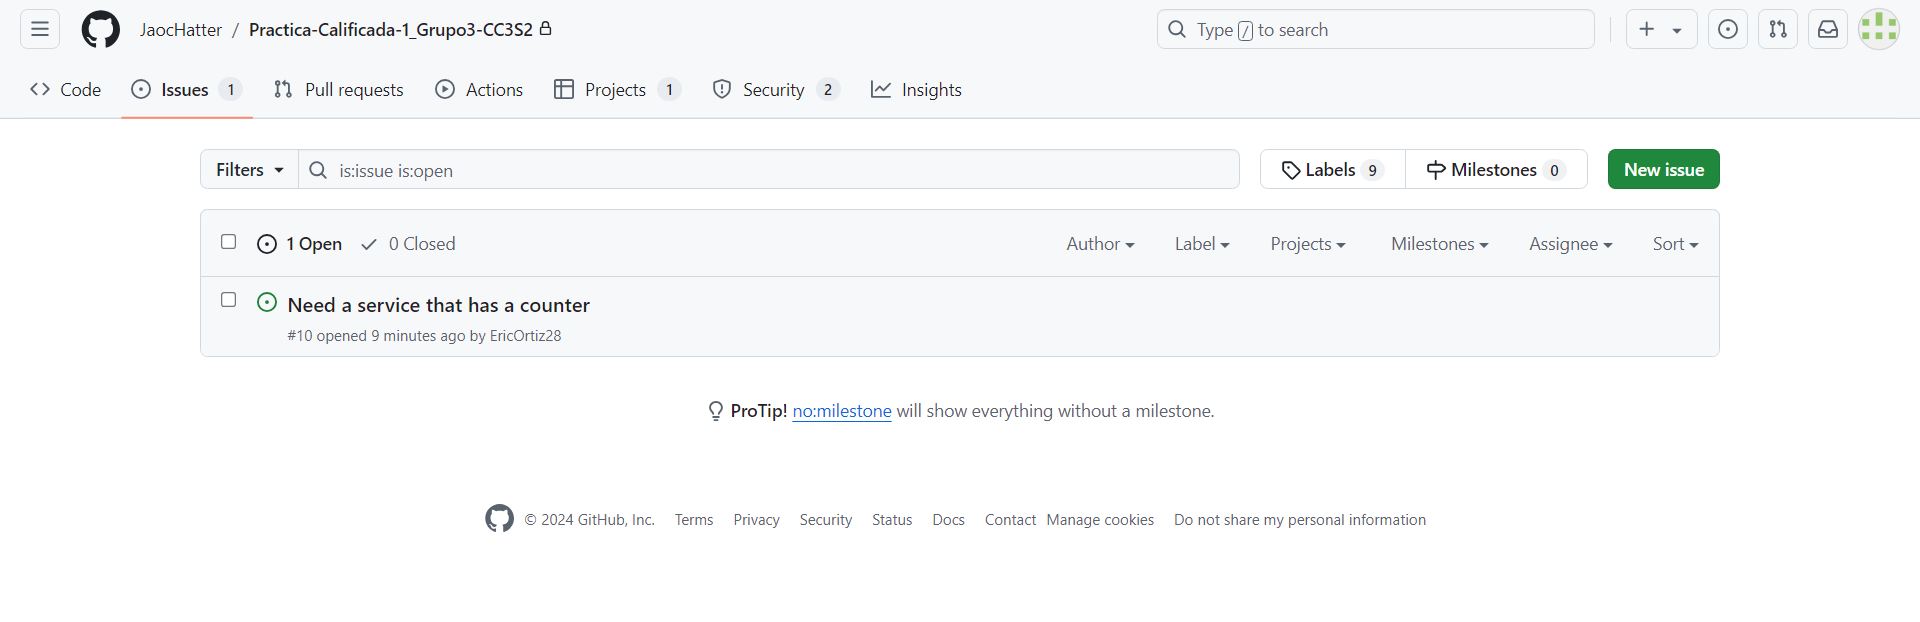 JaocHatter / Practica-Calificada-1_Grupo3-CC3S2
Type / to search
Code Issues 1 Pull requests Actions Projects 1 Security 2 Insights
Filters is:issue is:open Labels 9 Milestones 0 New issue
1 Open 0 Closed Author Label Projects Milestones Assignee Sort
Need a service that has a counter
#10 opened 9 minutes ago by EricOrtiz28
ProTip! no:milestone will show everything without a milestone.
© 2024 GitHub, Inc. Terms Privacy Security Status Docs Contact Manage cookies Do not share my personal information